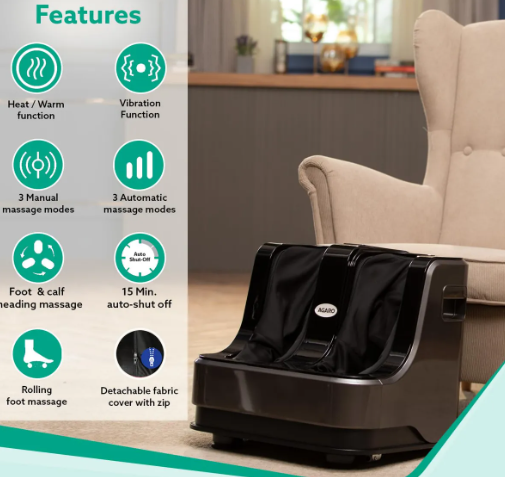 Features
Heat / Warm
function
Vibration
Function
3 Manual
massage modes
3 Automatic
massage modes
Foot & calf
neading massage
Auto
Shut-Off
15 Min.
auto-shut off
Rolling
foot massage
Detachable fabric
cover with zip
AGARO